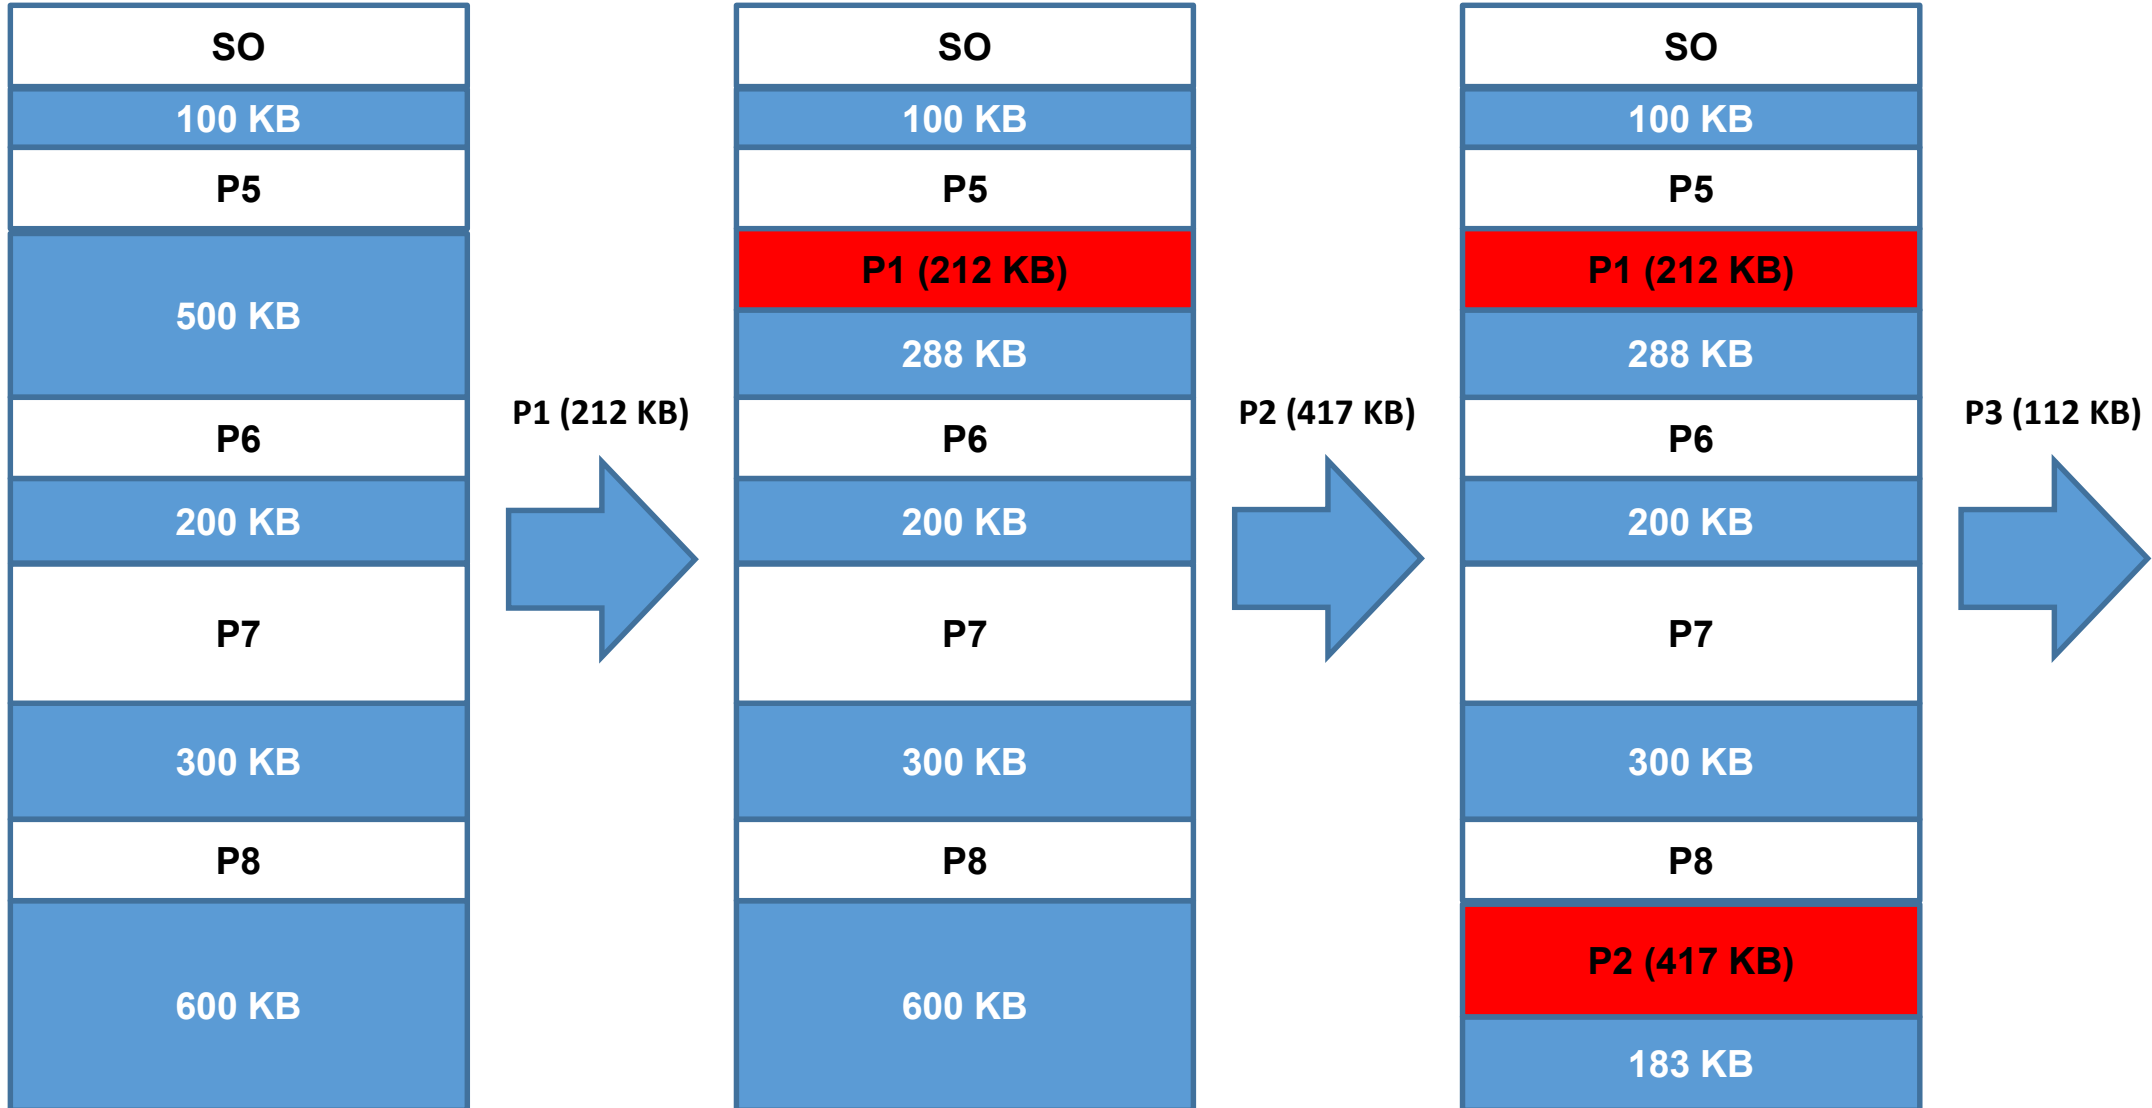 SO
100 KB
P5
500 KB
P6
200 KB
P7
300 KB
P8
600 KB
P1 (212 KB)
SO
100 KB
P5
P1 (212 KB)
288 KB
P6
200 KB
P7
300 KB
P8
600 KB
P2 (417 KB)
SO
100 KB
P5
P1 (212 KB)
288 KB
P6
200 KB
P7
300 KB
P8
P2 (417 KB)
183 KB
P3 (112 KB)